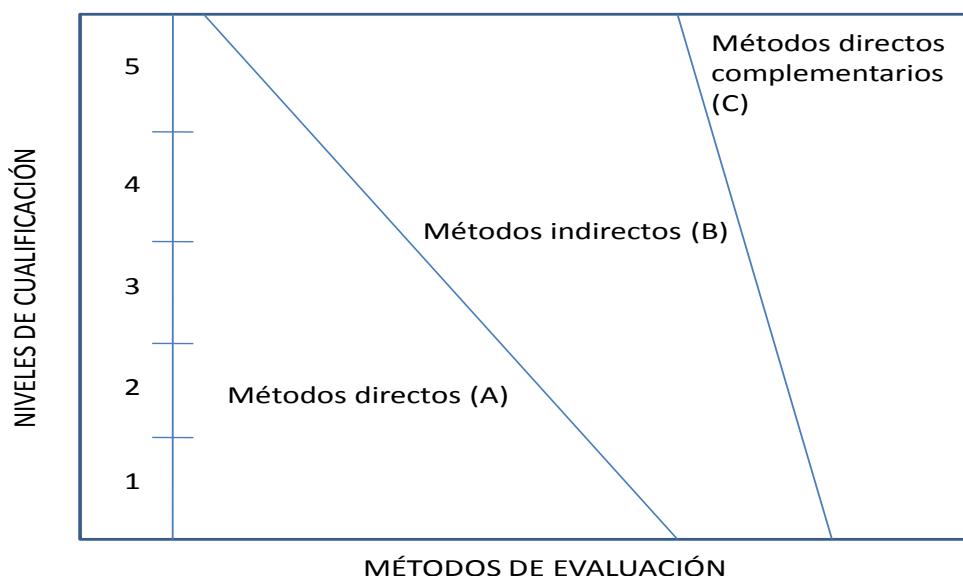 NIVELES DE CUALIFICACIÓN
5
4
3
2
1
Métodos directos
complementarios
(C)
Métodos indirectos (B)
Métodos directos (A)
MÉTODOS DE EVALUACIÓN